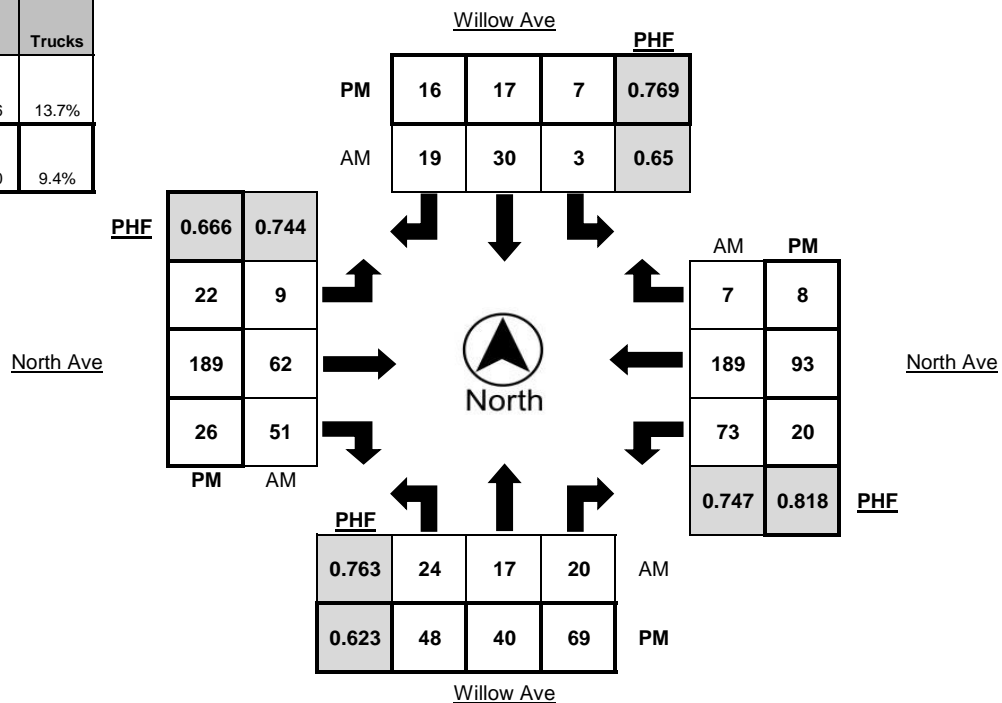 Trucks
13.7%
9.4%
Willow Ave
PHF
PM 16 17 7 0.769
AM 19 30 3 0.65
PHF 0.666 0.744
22 9
North Ave 189 62
26 51
PM AM
North
AM PM
7 8
189 93 North Ave
73 20
0.747 0.818 PHF
PHF
0.763 24 17 20 AM
0.623 48 40 69 PM
Willow Ave